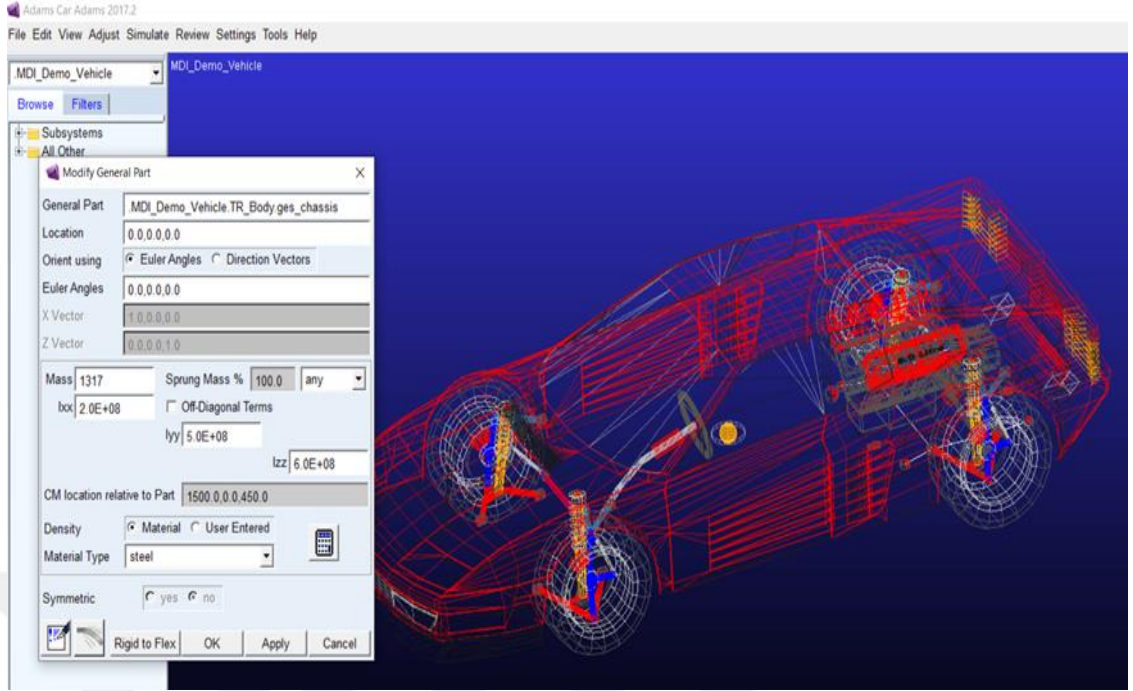 Adams Car Adams 2017.2
File Edit View Adjust Simulate Review Settings Tools Help
.MDI_Demo_Vehicle
MDI_Demo_Vehicle
Browse Filters
Subsystems
All Other
Modify General Part
General Part .MDI_Demo_Vehicle.TR_Body.ges_chassis
Location 0.0,0.0,0.0
Orient using Euler Angles Direction Vectors
Euler Angles 0.0,0.0,0.0
X Vector 1.0,0.0,0.0
Z Vector 0.0,0.0,1.0
Mass 1317 Sprung Mass % 100.0 any
Ixx 2.0E+08 Off-Diagonal Terms
Iyy 5.0E+08
Izz 6.0E+08
CM location relative to Part 1500.0,0.0,450.0
Density Material User Entered
Material Type steel
Symmetric yes no
Rigid to Flex OK Apply Cancel